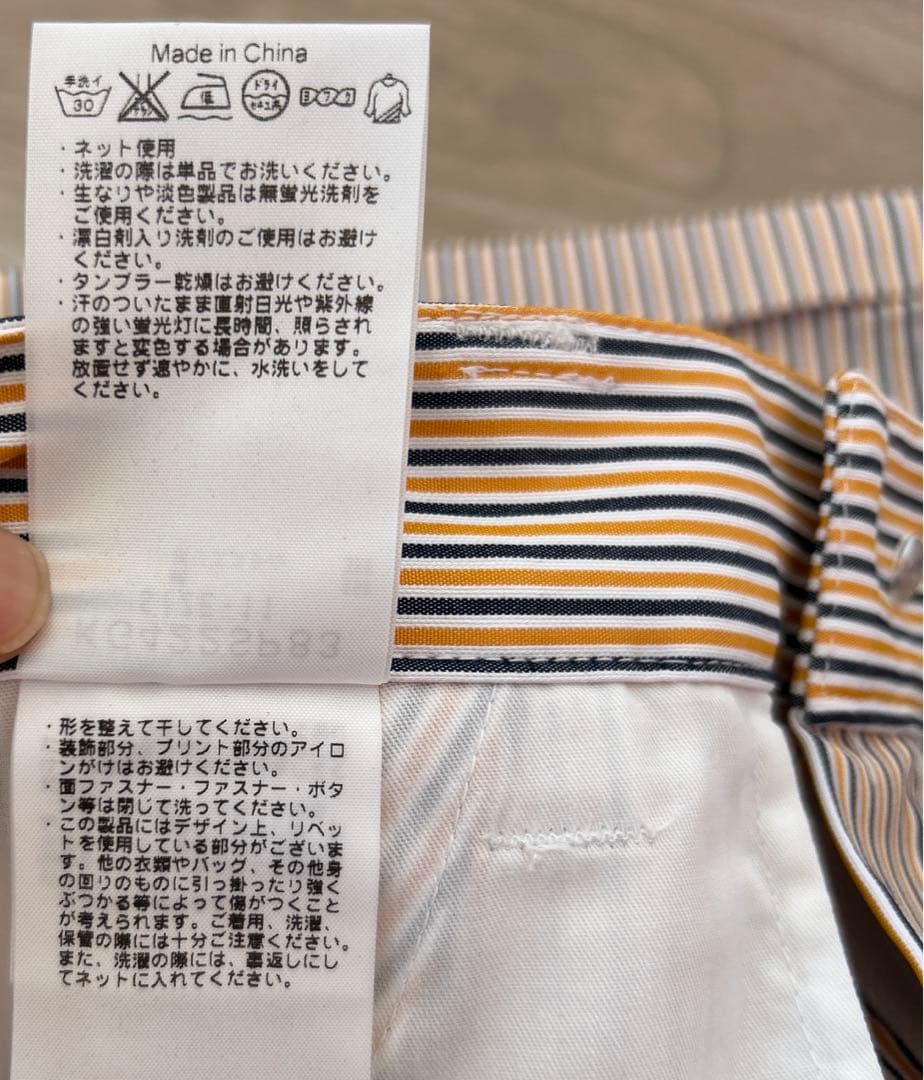 Made in China
手洗イ
30
エンソ
サラシ
低
ドライ
セキユ系
ヨワク
・ネット使用
・洗濯の際は単品でお洗いください。
・生なりや淡色製品は無蛍光洗剤を
ご使用ください。
・漂白剤入り洗剤のご使用はお避け
ください。
・タンブラー乾燥はお避けください。
・汗のついたまま直射日光や紫外線
の強い蛍光灯に長時間、照らされ
ますと変色する場合があります。
放置せず速やかに、水洗いをして
ください。
・形を整えて干してください。
・装飾部分、プリント部分のアイロ
ンがけはお避けください。
・面ファスナー・ファスナー・ボタ
ン等は閉じて洗ってください。
・この製品にはデザイン上、リベッ
トを使用している部分がございま
す。他の衣類やバッグ、その他身
の回りのものに引っ掛ったり強く
ぶつかる等によって傷がつくこと
が考えられます。ご着用、洗濯、
保管の際には十分ご注意ください。
また、洗濯の際には、裏返しにし
てネットに入れてください。